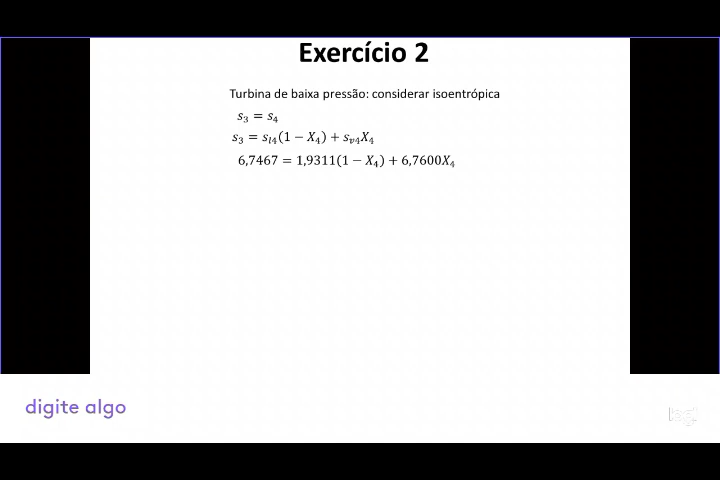 Exercício 2
Turbina de baixa pressão: considerar isoentrópica
s₃ = s₄
s₃ = s_{l4}(1 − X₄) + s_{v4}X₄
6,7467 = 1,9311(1 − X₄) + 6,7600X₄
digite algo